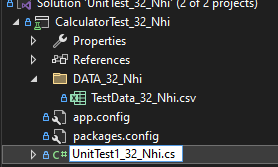 Solution 'UnitTest_32_Nhi' (2 of 2 projects)
CalculatorTest_32_Nhi
Properties
References
DATA_32_Nhi
TestData_32_Nhi.csv
app.config
packages.config
C# UnitTest1_32_Nhi.cs